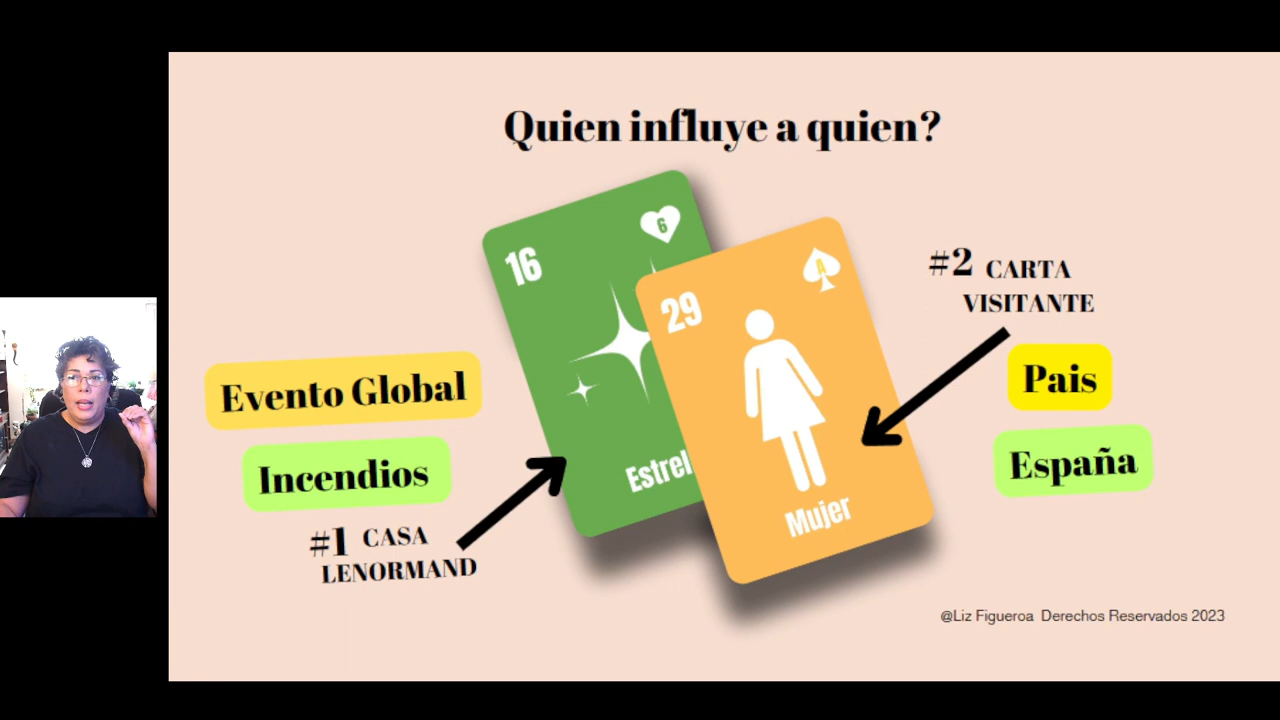 Quien influye a quien?
16
6
Estrel
29
A
Mujer
Evento Global
Incendios
#1 CASA
LENORMAND
#2 CARTA
VISITANTE
Pais
España
@Liz Figueroa Derechos Reservados 2023